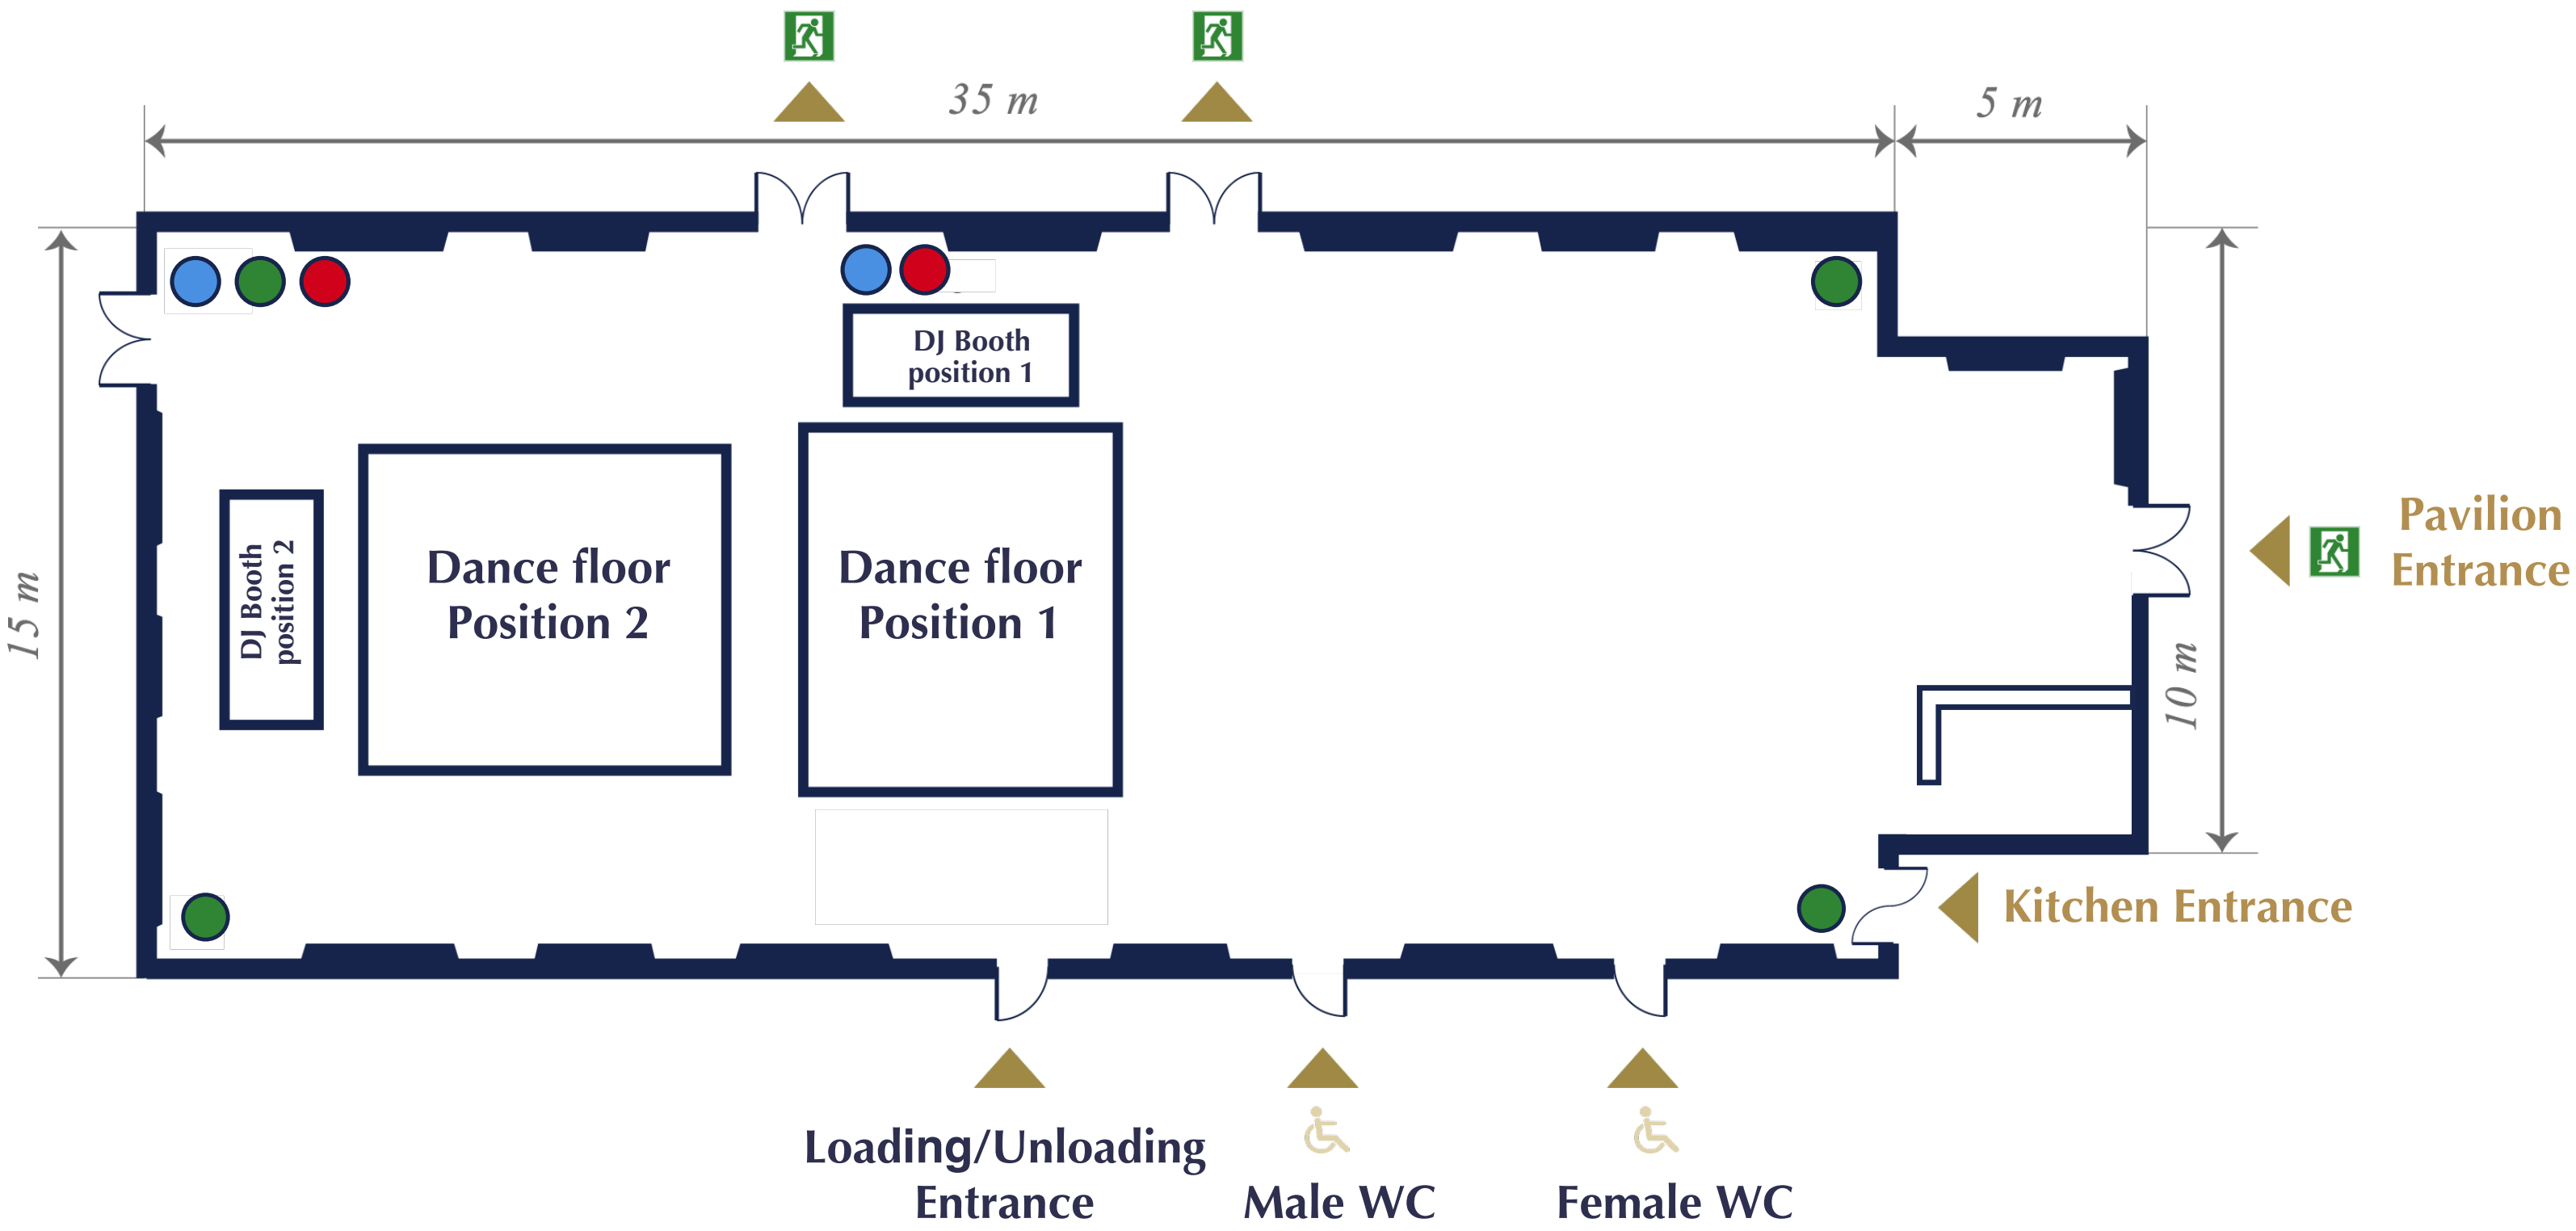 35 m
5 m
DJ Booth
position 1
15 m
DJ Booth
position 2
Dance floor
Position 2
Dance floor
Position 1
Pavilion
Entrance
10 m
Kitchen Entrance
Loading/Unloading
Entrance
Male WC
Female WC